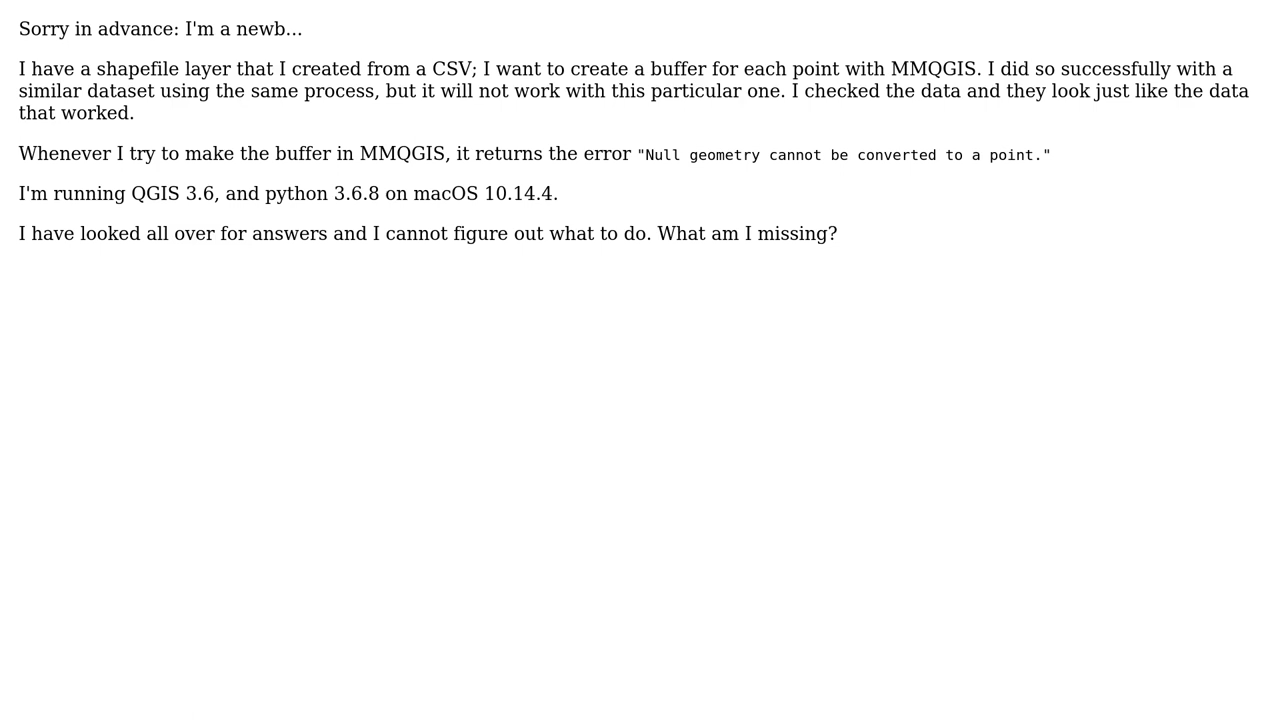 Sorry in advance: I'm a newb...
I have a shapefile layer that I created from a CSV; I want to create a buffer for each point with MMQGIS. I did so successfully with a
similar dataset using the same process, but it will not work with this particular one. I checked the data and they look just like the data
that worked.
Whenever I try to make the buffer in MMQGIS, it returns the error "Null geometry cannot be converted to a point."
I'm running QGIS 3.6, and python 3.6.8 on macOS 10.14.4.
I have looked all over for answers and I cannot figure out what to do. What am I missing?